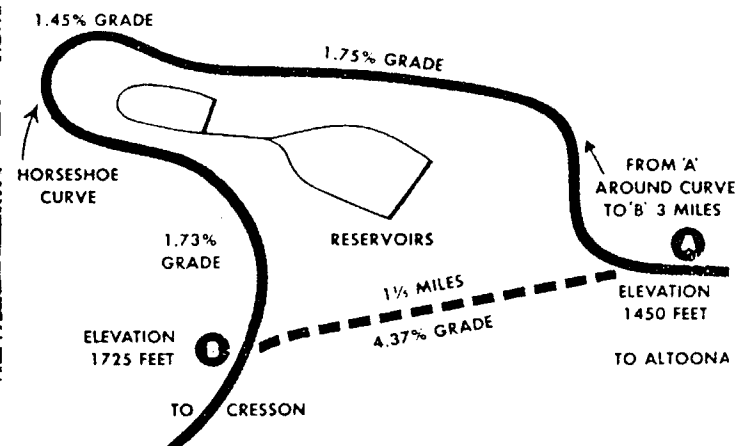 1.45% GRADE
1.75% GRADE
HORSESHOE
CURVE
FROM 'A'
AROUND CURVE
TO 'B' 3 MILES
A
RESERVOIRS
1.73%
GRADE
1⅕ MILES
4.37% GRADE
ELEVATION
1450 FEET
ELEVATION
1725 FEET
B
TO ALTOONA
TO CRESSON